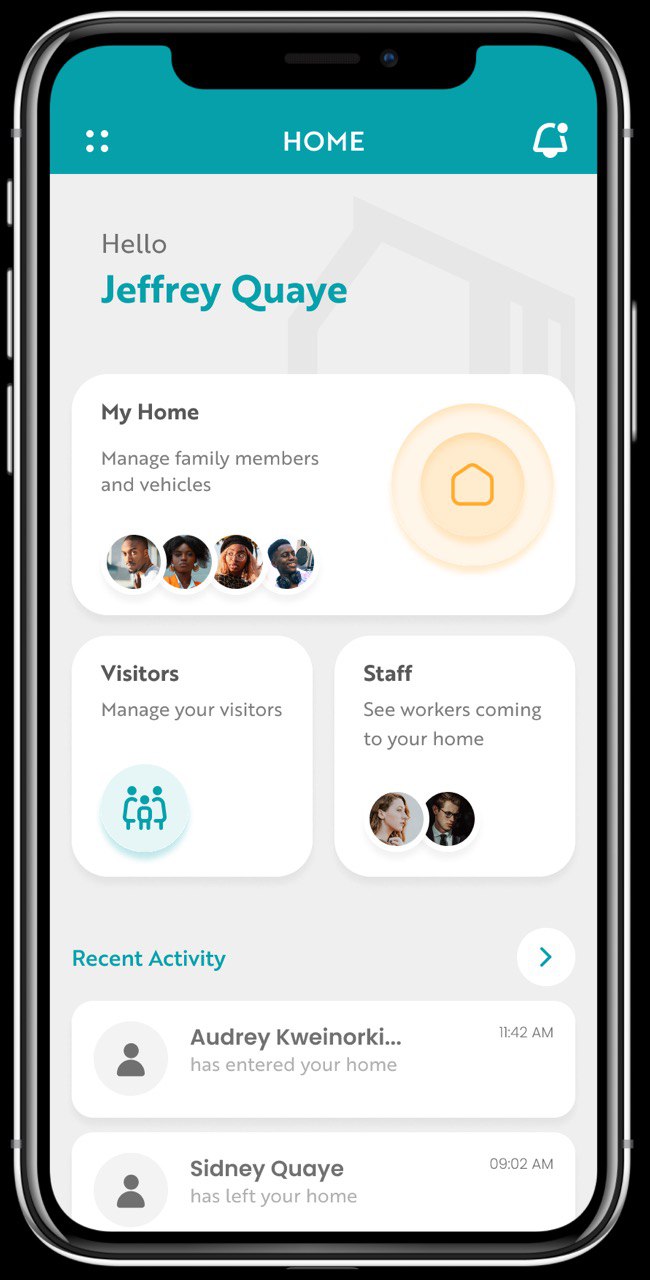 HOME
Hello
Jeffrey Quaye
My Home
Manage family members
and vehicles
Visitors
Manage your visitors
Staff
See workers coming
to your home
Recent Activity
Audrey Kweinorki...
11:42 AM
has entered your home
Sidney Quaye
09:02 AM
has left your home